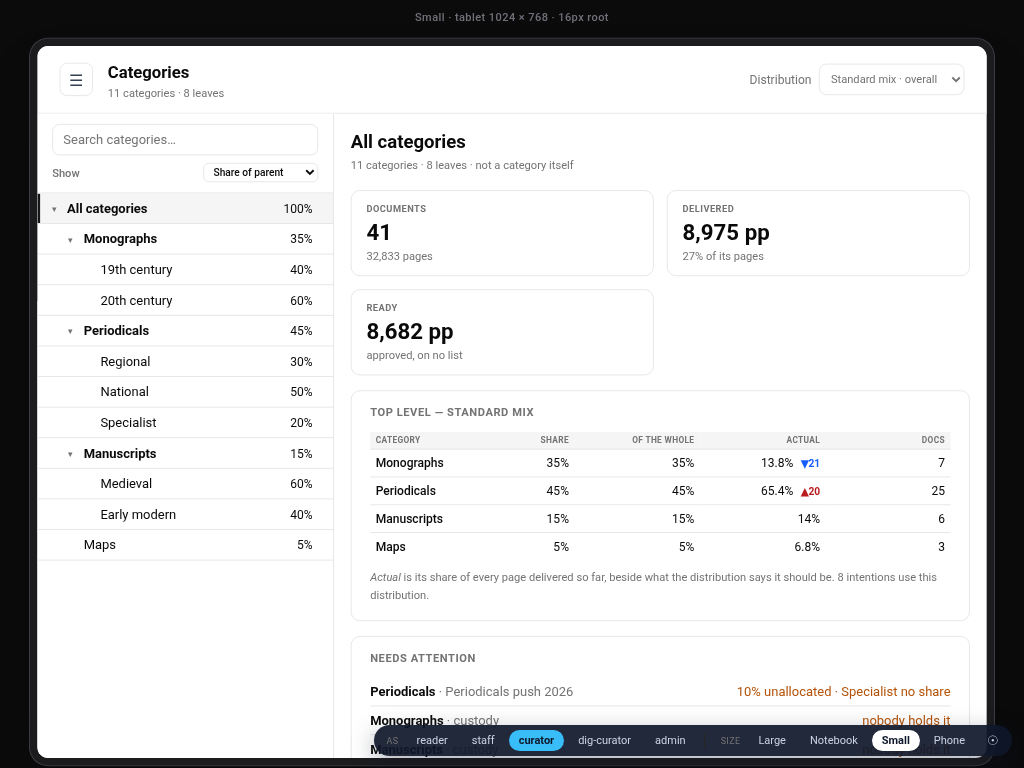 Small · tablet 1024 × 768 · 16px root
Categories
11 categories · 8 leaves
Distribution Standard mix · overall
Search categories…
Show Share of parent
All categories 100%
Monographs 35%
19th century 40%
20th century 60%
Periodicals 45%
Regional 30%
National 50%
Specialist 20%
Manuscripts 15%
Medieval 60%
Early modern 40%
Maps 5%
All categories
11 categories · 8 leaves · not a category itself
DOCUMENTS
41
32,833 pages
DELIVERED
8,975 pp
27% of its pages
READY
8,682 pp
approved, on no list
TOP LEVEL — STANDARD MIX
CATEGORY SHARE OF THE WHOLE ACTUAL DOCS
Monographs 35% 35% 13.8% ▼21 7
Periodicals 45% 45% 65.4% ▲20 25
Manuscripts 15% 15% 14% 6
Maps 5% 5% 6.8% 3
Actual is its share of every page delivered so far, beside what the distribution says it should be. 8 intentions use this
distribution.
NEEDS ATTENTION
Periodicals · Periodicals push 2026 10% unallocated · Specialist no share
Monographs · custody nobody holds it
Manuscripts · custody
AS reader staff curator dig-curator admin SIZE Large Notebook Small Phone